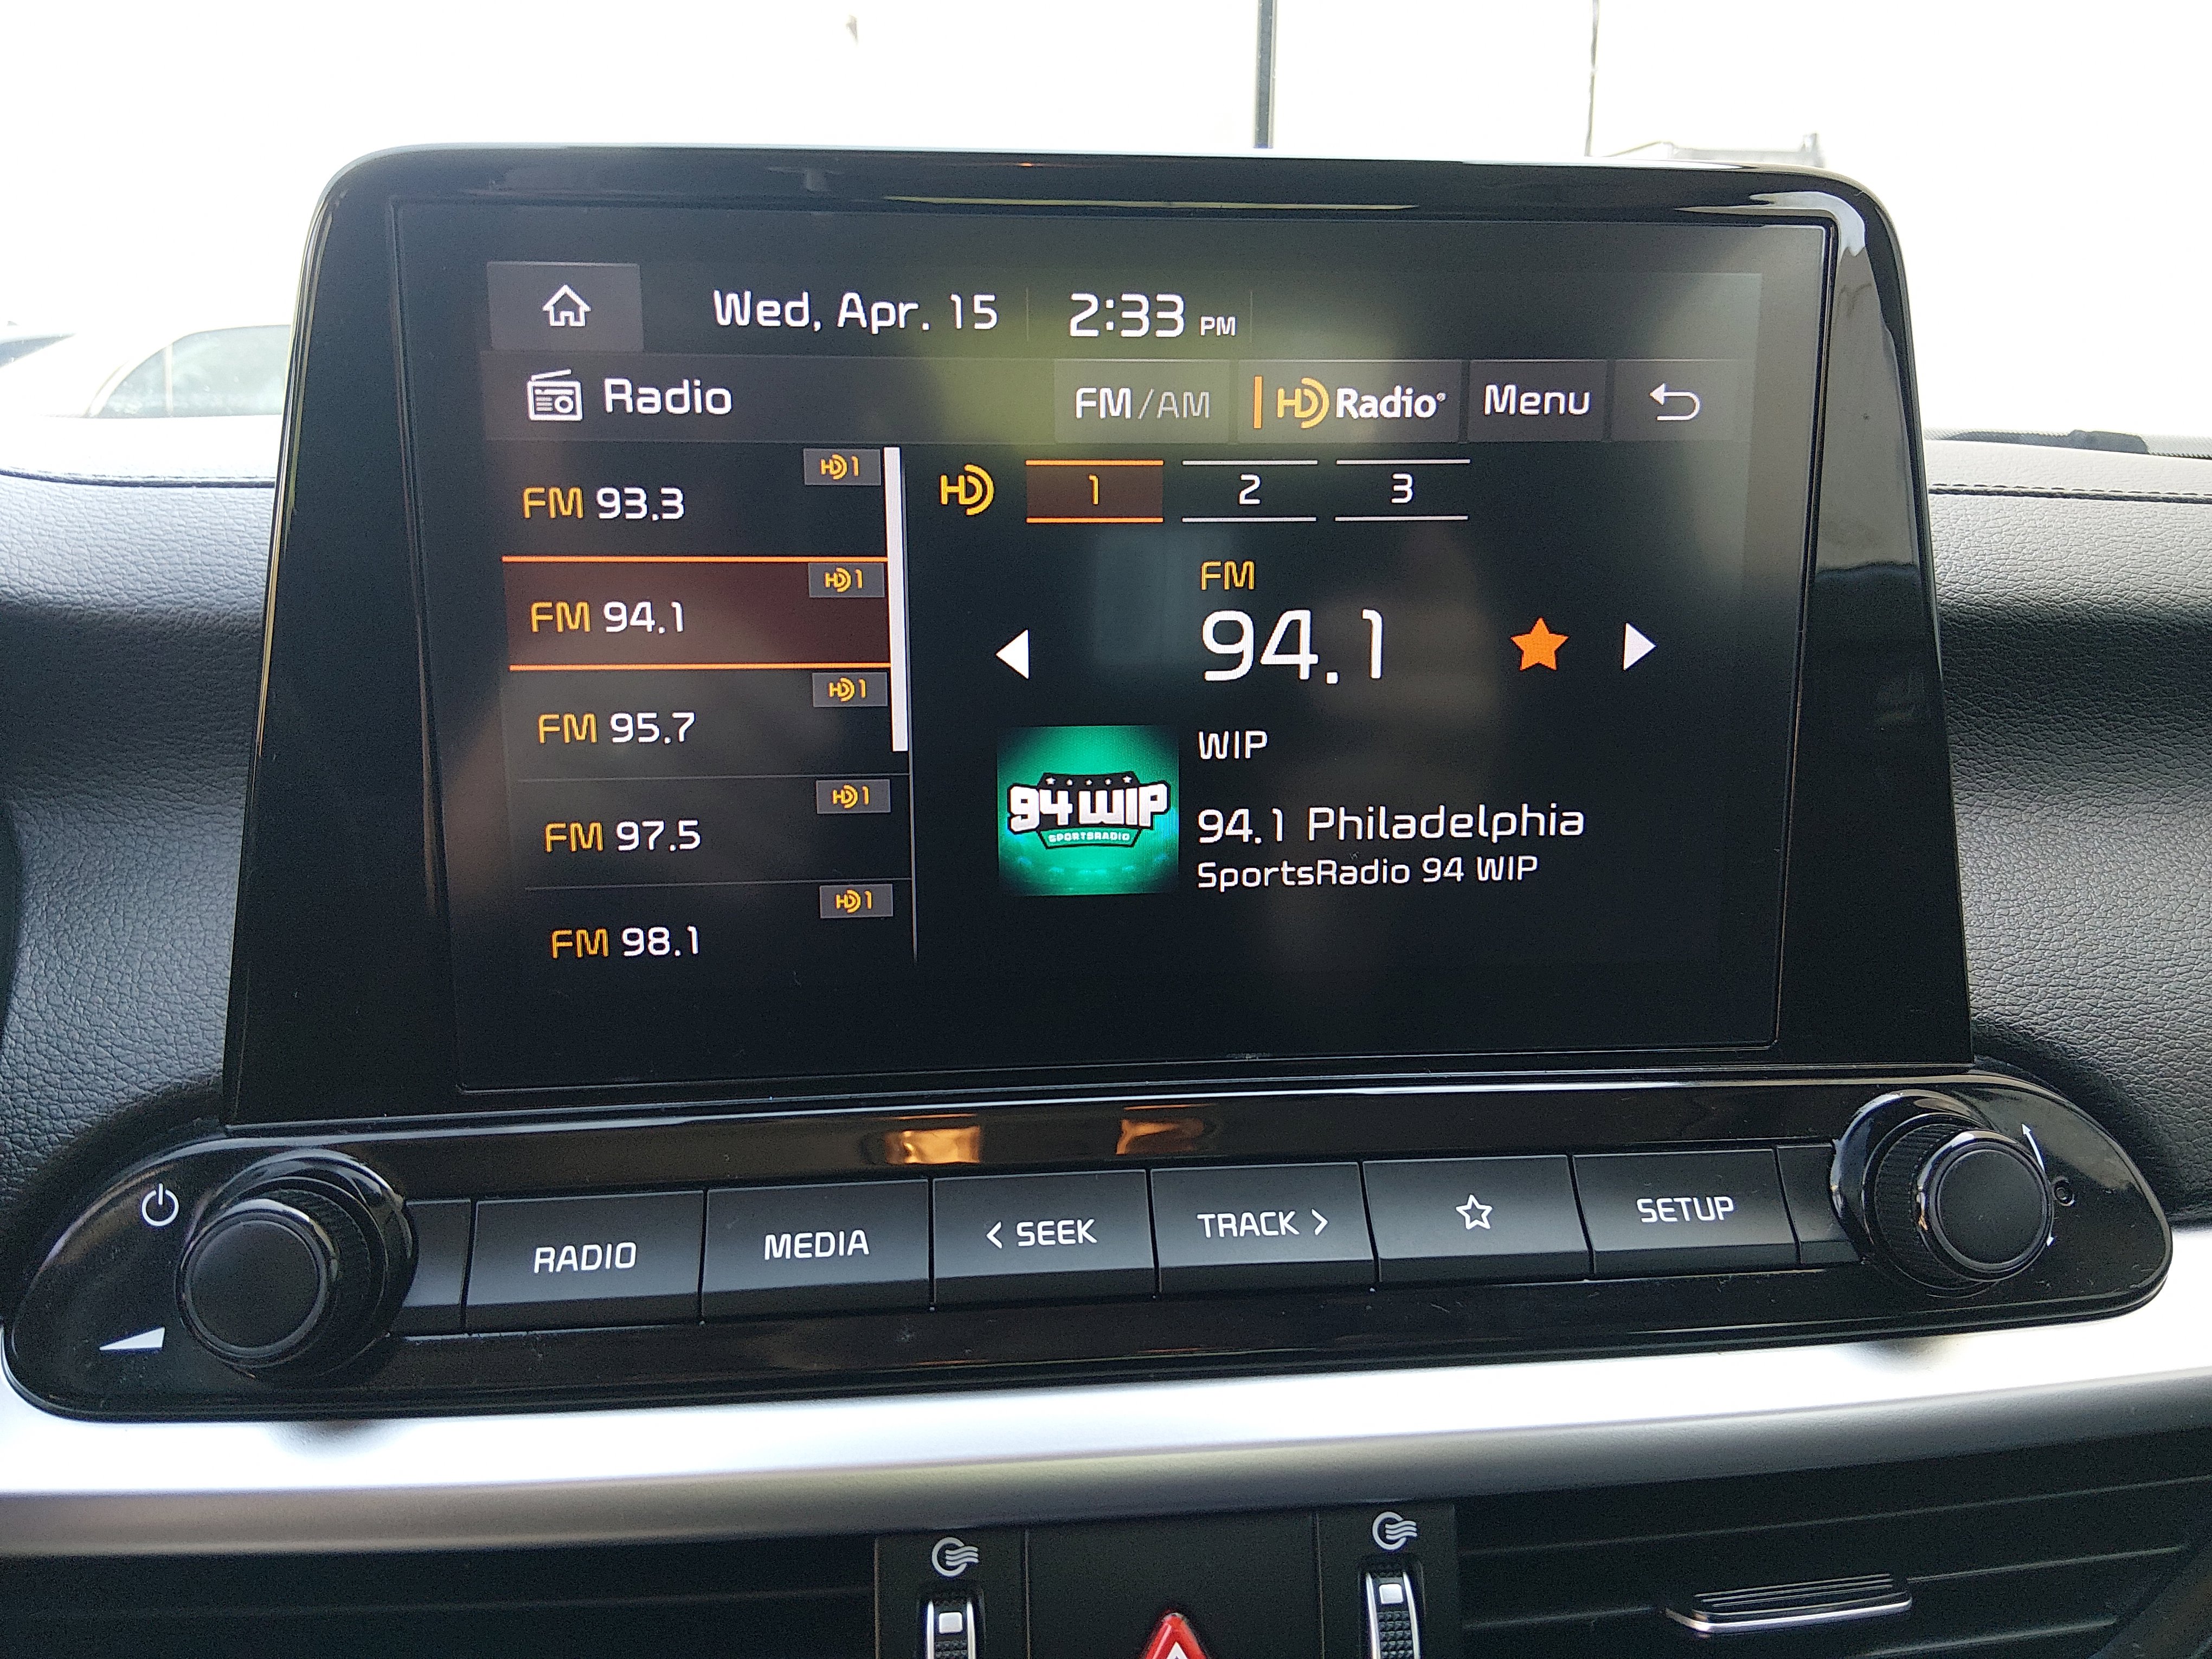 Wed, Apr. 15 2:33 PM
Radio FM/AM HD Radio® Menu
FM 93.3 HD 1
FM 94.1 HD 1
FM 95.7 HD 1
FM 97.5 HD 1
FM 98.1 HD 1
HD 1 2 3
FM
94.1
WIP
94WIP
SPORTSRADIO
94.1 Philadelphia
SportsRadio 94 WIP
RADIO MEDIA < SEEK TRACK > SETUP